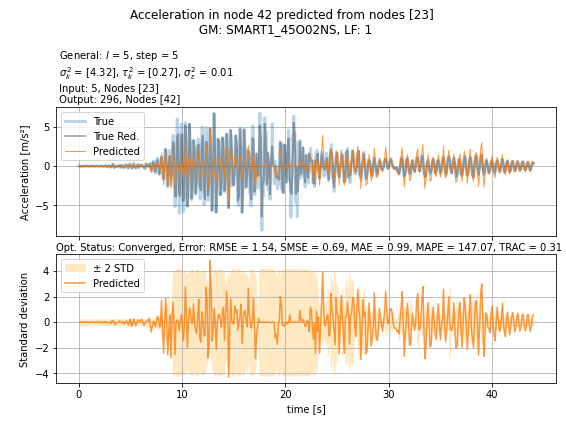 Acceleration in node 42 predicted from nodes [23]
GM: SMART1_45O02NS, LF: 1
General: l = 5, step = 5
σ²ₖ = [4.32], τ²ₖ = [0.27], σ²ε = 0.01
Input: 5, Nodes [23]
Output: 296, Nodes [42]
True
True Red.
Predicted
Acceleration [m/s²]
5
0
−5
Opt. Status: Converged, Error: RMSE = 1.54, SMSE = 0.69, MAE = 0.99, MAPE = 147.07, TRAC = 0.31
± 2 STD
Predicted
Standard deviation
4
2
0
−2
−4
0 10 20 30 40
time [s]